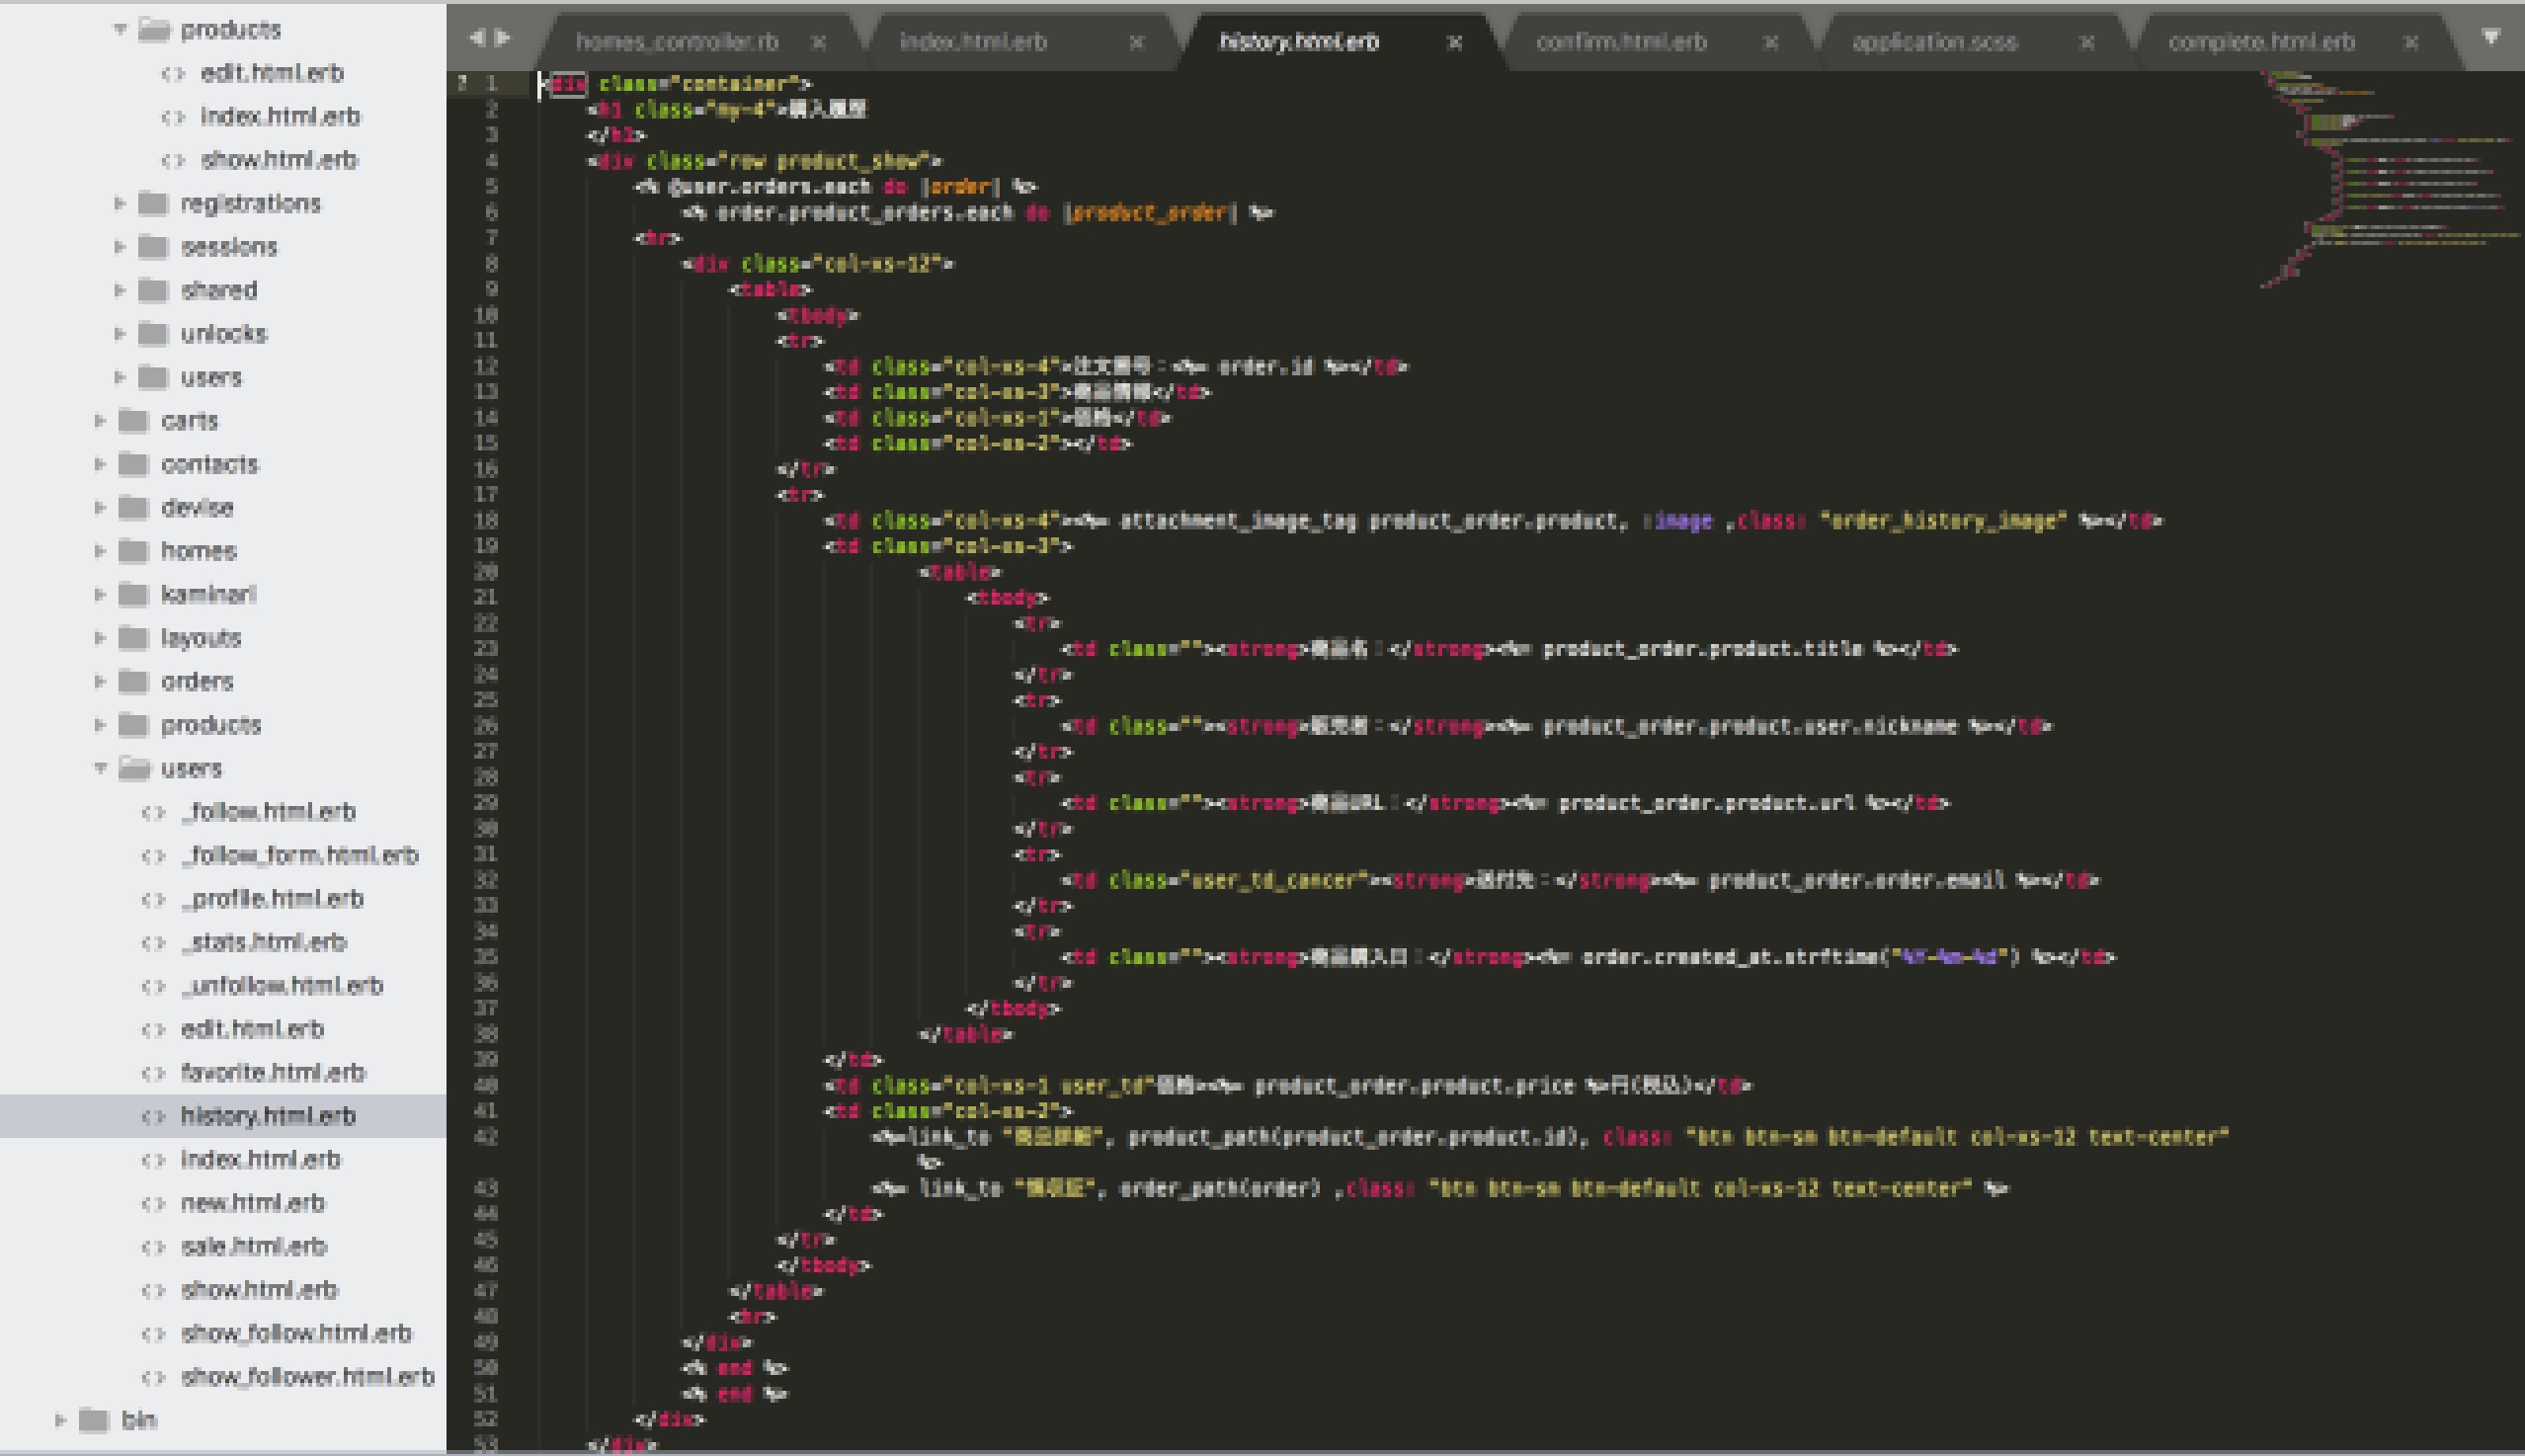 products
edit.html.erb
index.html.erb
show.html.erb
registrations
sessions
shared
unlocks
users
carts
contacts
devise
homes
kaminari
layouts
orders
products
users
_follow.html.erb
_follow_form.html.erb
_profile.html.erb
_stats.html.erb
_unfollow.html.erb
edit.html.erb
favorite.html.erb
history.html.erb
index.html.erb
new.html.erb
sale.html.erb
show.html.erb
show_follow.html.erb
show_follower.html.erb
bin
homes_controller.rb × index.html.erb × history.html.erb × confirm.html.erb × application.scss × complete.html.erb ×
1 <div class="container">
2 <h1 class="my-4">購入履歴
3 </h1>
4 <div class="row product_show">
5 <% @user.orders.each do |order| %>
6 <% order.product_orders.each do |product_order| %>
7 <hr>
8 <div class="col-xs-12">
9 <table>
10 <tbody>
11 <tr>
12 <td class="col-xs-4">注文番号：<%= order.id %></td>
13 <td class="col-xs-3">商品情報</td>
14 <td class="col-xs-1">価格</td>
15 <td class="col-xs-2"></td>
16 </tr>
17 <tr>
18 <td class="col-xs-4"><%= attachment_image_tag product_order.product, :image ,class: "order_history_image" %></td>
19 <td class="col-xs-3">
20 <table>
21 <tbody>
22 <tr>
23 <td class=""><strong>商品名：</strong><%= product_order.product.title %></td>
24 </tr>
25 <tr>
26 <td class=""><strong>販売者：</strong><%= product_order.product.user.nickname %></td>
27 </tr>
28 <tr>
29 <td class=""><strong>商品URL：</strong><%= product_order.product.url %></td>
30 </tr>
31 <tr>
32 <td class="user_td_cancer"><strong>送付先：</strong><%= product_order.order.email %></td>
33 </tr>
34 <tr>
35 <td class=""><strong>商品購入日：</strong><%= order.created_at.strftime("%Y-%m-%d") %></td>
36 </tr>
37 </tbody>
38 </table>
39 </td>
40 <td class="col-xs-1 user_td"価格><%= product_order.product.price %>円(税込)</td>
41 <td class="col-xs-2">
42 <%=link_to "商品詳細", product_path(product_order.product.id), class: "btn btn-sm btn-default col-xs-12 text-center"
%>
43 <%= link_to "領収証", order_path(order) ,class: "btn btn-sm btn-default col-xs-12 text-center" %>
44 </td>
45 </tr>
46 </tbody>
47 </table>
48 <hr>
49 </div>
50 <% end %>
51 <% end %>
52 </div>
53 </div>